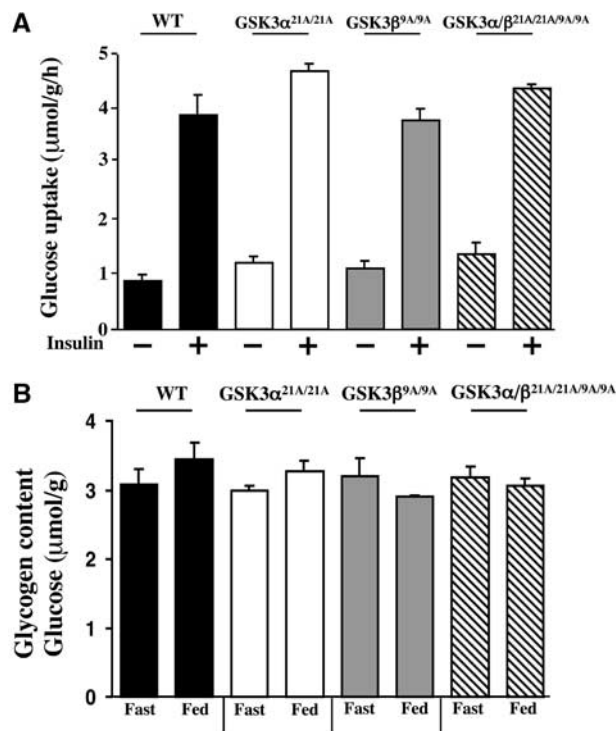 A
WT GSK3α21A/21A GSK3β9A/9A GSK3α/β21A/21A/9A/9A
Glucose uptake (μmol/g/h)
5
4
3
2
1
0
Insulin − + − + − + − +
B
WT GSK3α21A/21A GSK3β9A/9A GSK3α/β21A/21A/9A/9A
Glycogen content
Glucose (μmol/g)
4
3
2
1
0
Fast Fed Fast Fed Fast Fed Fast Fed